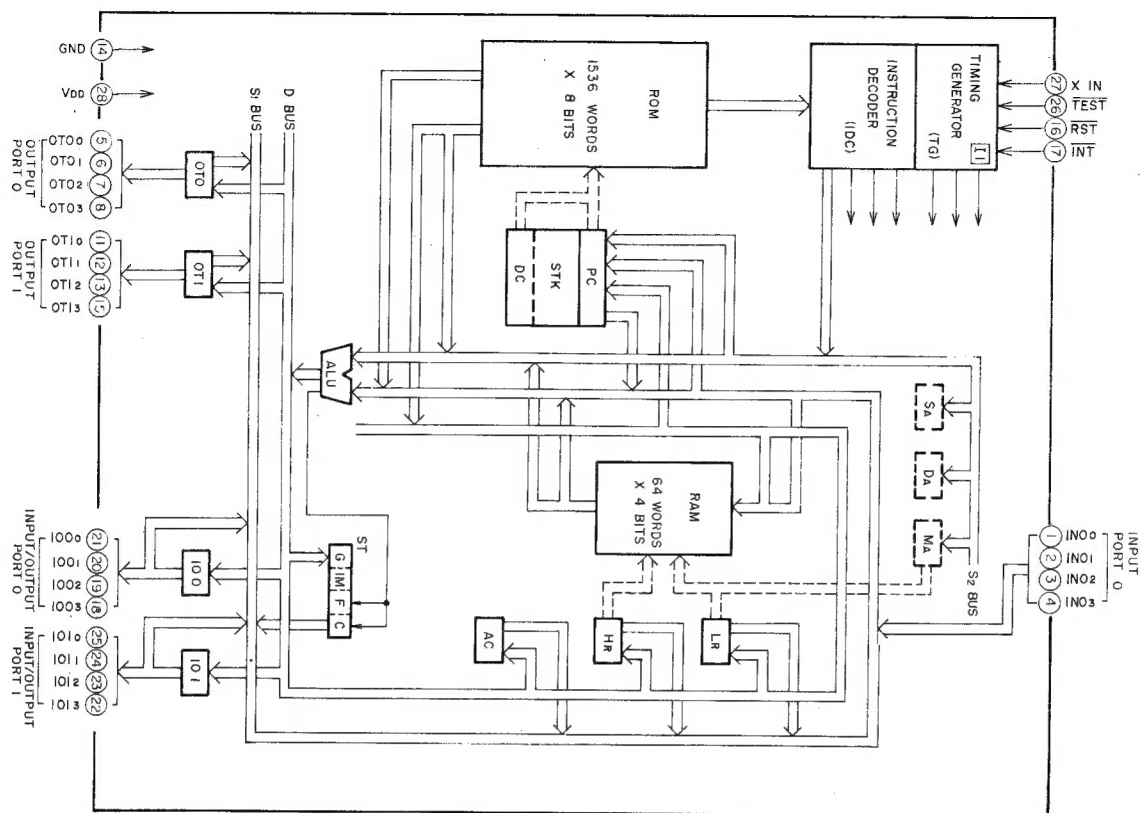 GND 14
VDD 28
OUTPUT PORT 0
OT00 5
OT01 6
OT02 7
OT03 8
OUTPUT PORT 1
OT10 11
OT11 12
OT12 13
OT13 15
INPUT/OUTPUT PORT 0
IO00 21
IO01 20
IO02 19
IO03 18
INPUT/OUTPUT PORT 1
IO10 25
IO11 24
IO12 23
IO13 22
S1 BUS
D BUS
OT0
OT1
IO0
IO1
ALU
ST
G IM F C
ROM
1536 WORDS
X 8 BITS
DC
STK
PC
RAM
64 WORDS
X 4 BITS
AC
HR
LR
INSTRUCTION
DECODER
(IDC)
TIMING
GENERATOR
(TG)
II
27 X IN
26 TEST
16 RST
17 INT
SA
DA
MA
S2 BUS
INPUT PORT 0
1 IN00
2 IN01
3 IN02
4 IN03